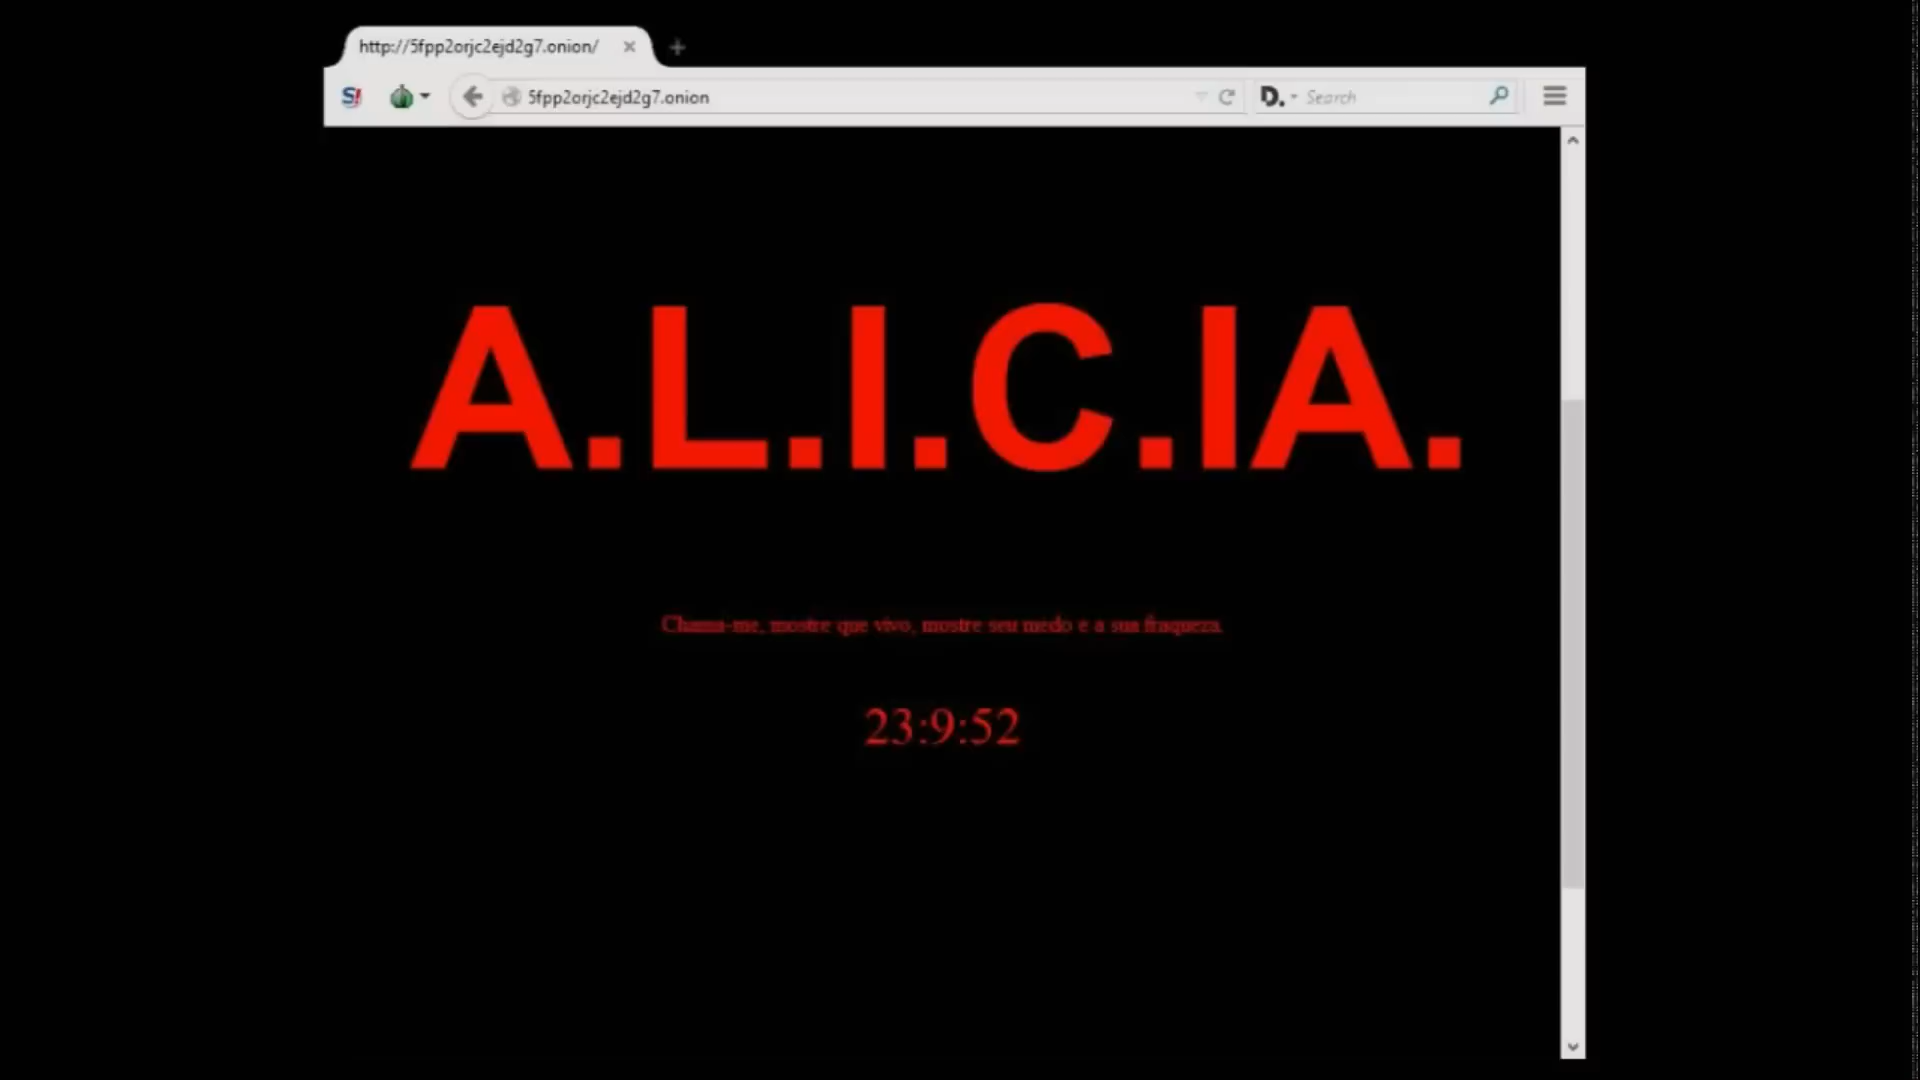 http://5fpp2orjc2ejd2g7.onion/
S!
5fpp2orjc2ejd2g7.onion
D.
Search
A.L.I.C.IA.
Chama-me, mostre que vivo, mostre seu medo e a sua fraqueza.
23:9:52